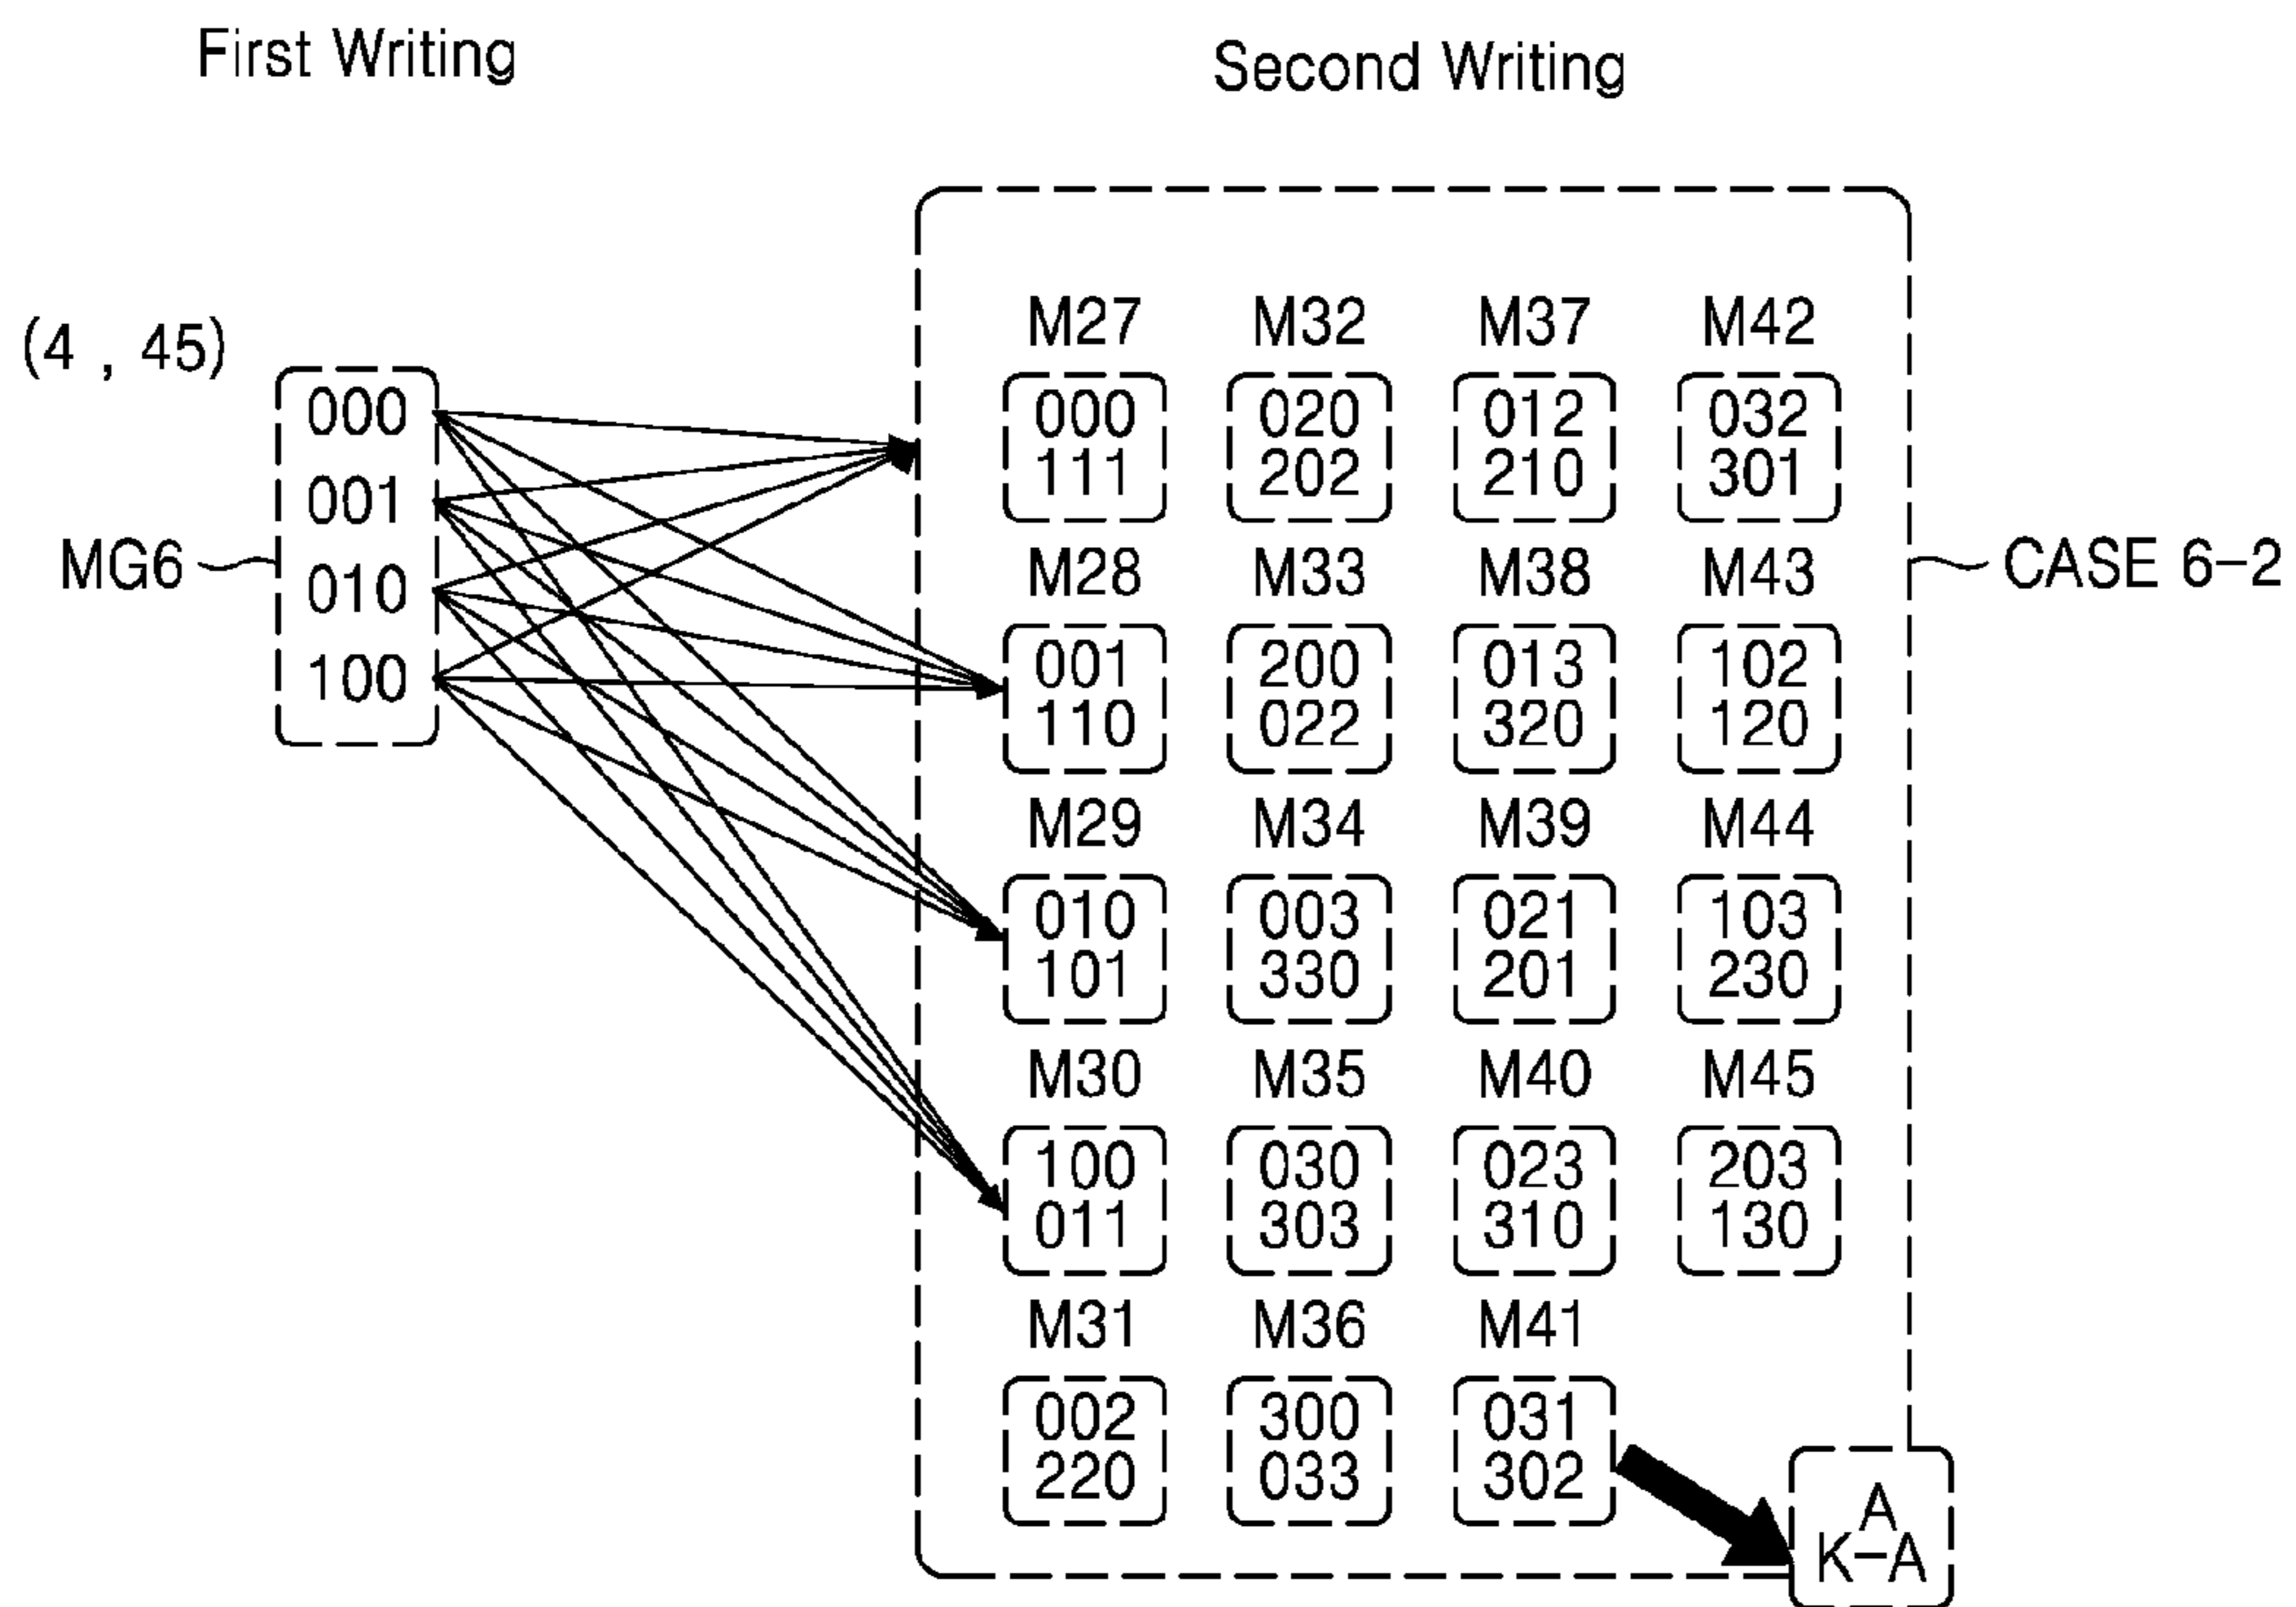 First Writing
Second Writing
(4 , 45)
000
001
010
100
MG6
CASE 6-2
M27 M32 M37 M42
000 020 012 032
111 202 210 301
M28 M33 M38 M43
001 200 013 102
110 022 320 120
M29 M34 M39 M44
010 003 021 103
101 330 201 230
M30 M35 M40 M45
100 030 023 203
011 303 310 130
M31 M36 M41
002 300 031
220 033 302
A
K-A